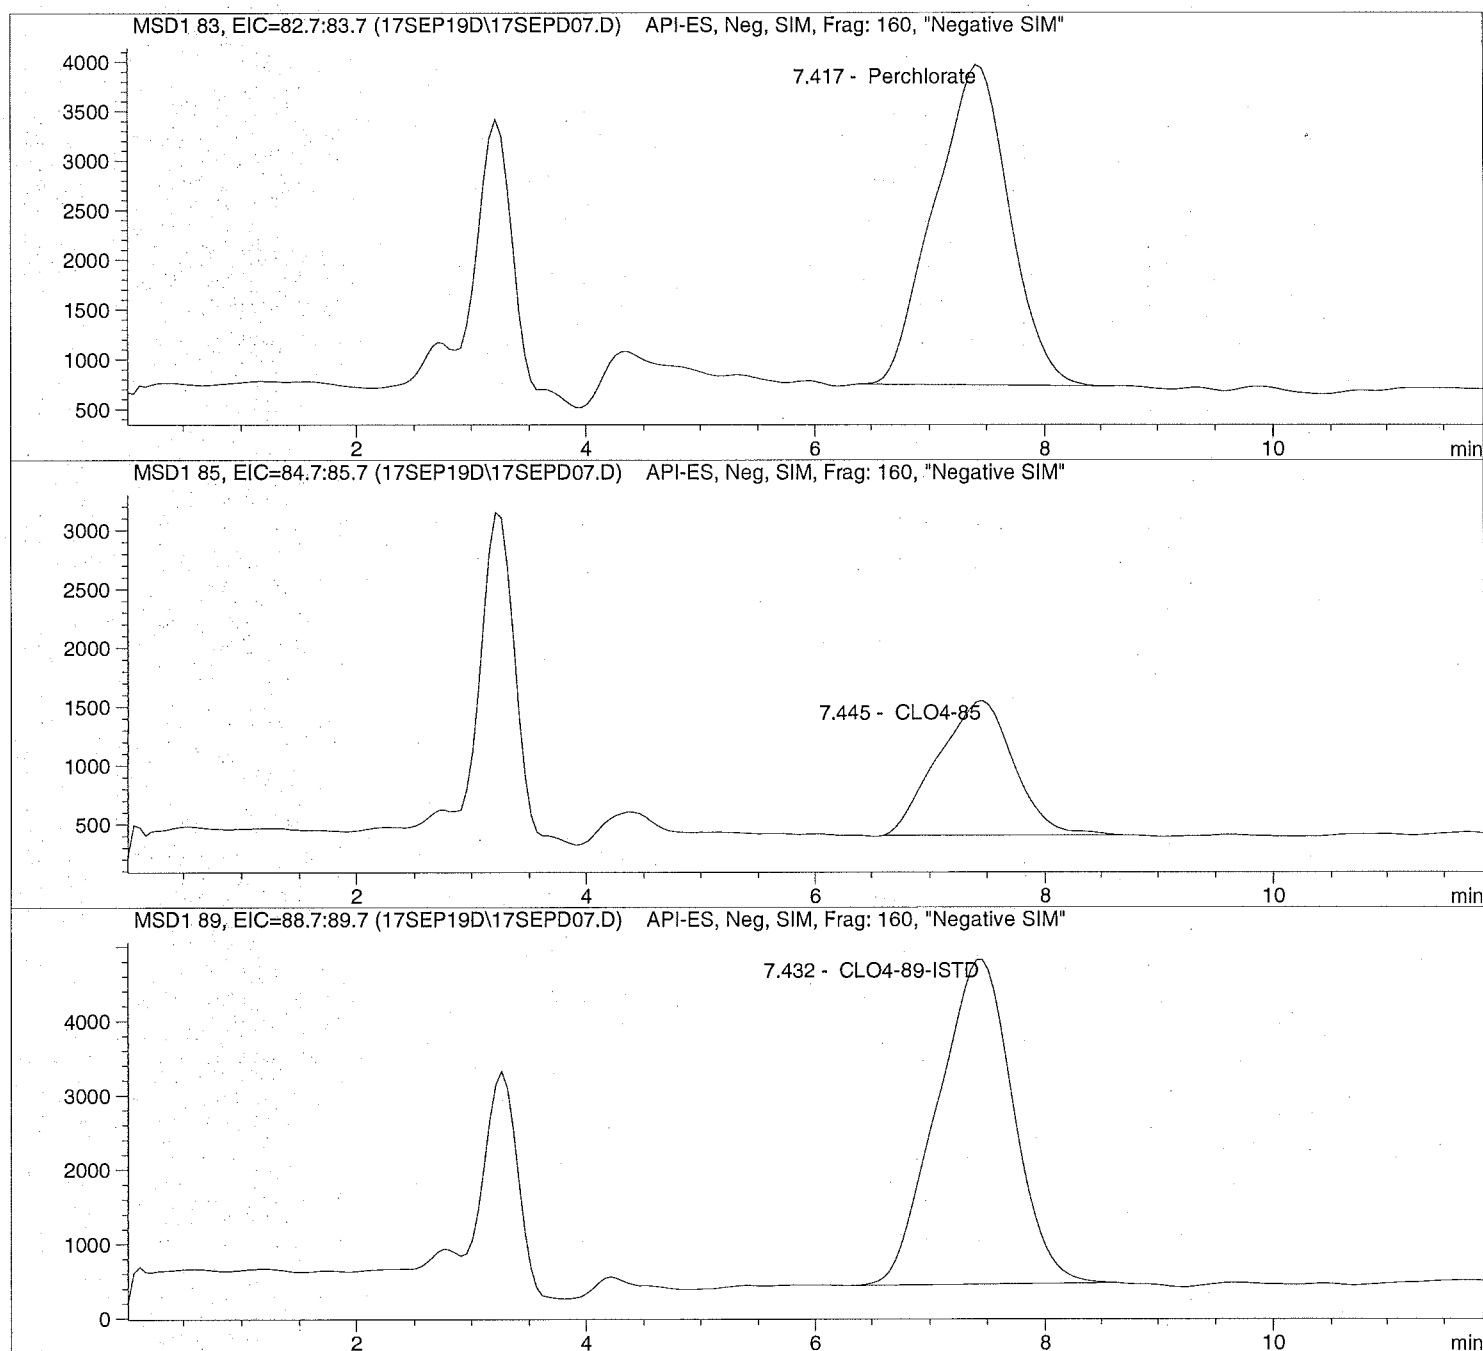 MSD1 83, EIC=82.7:83.7 (17SEP19D\17SEPD07.D) API-ES, Neg, SIM, Frag: 160, "Negative SIM"
7.417 - Perchlorate
4000
3500
3000
2500
2000
1500
1000
500
2 4 6 8 10 min
MSD1 85, EIC=84.7:85.7 (17SEP19D\17SEPD07.D) API-ES, Neg, SIM, Frag: 160, "Negative SIM"
3000
2500
2000
1500
7.445 - CLO4-85
1000
500
2 4 6 8 10 min
MSD1 89, EIC=88.7:89.7 (17SEP19D\17SEPD07.D) API-ES, Neg, SIM, Frag: 160, "Negative SIM"
7.432 - CLO4-89-ISTD
4000
3000
2000
1000
0
2 4 6 8 10 min